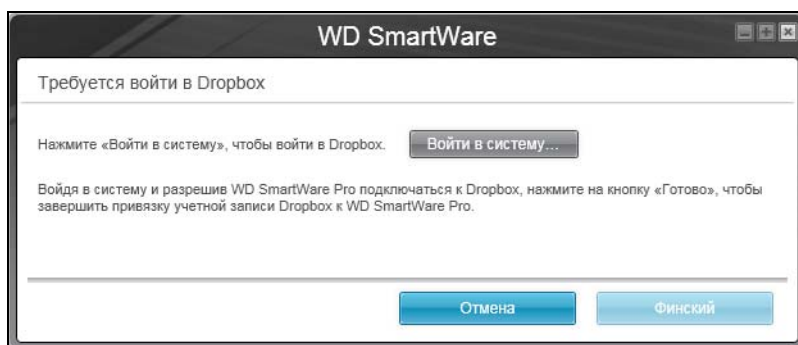 WD SmartWare
Требуется войти в Dropbox
Нажмите «Войти в систему», чтобы войти в Dropbox. Войти в систему...
Войдя в систему и разрешив WD SmartWare Pro подключаться к Dropbox, нажмите на кнопку «Готово», чтобы
завершить привязку учетной записи Dropbox к WD SmartWare Pro.
Отмена Финский